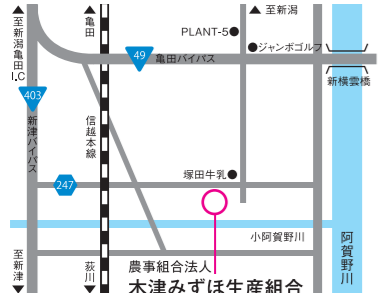 ▲至新潟亀田I.C
▲亀田
▲至新潟
PLANT-5●
●ジャンボゴルフ
49
亀田バイパス
新横雲橋
403
新津バイパス
信越本線
塚田牛乳●
247
小阿賀野川
阿賀野川
至新津▼
荻川▼
農事組合法人
木津みずほ生産組合